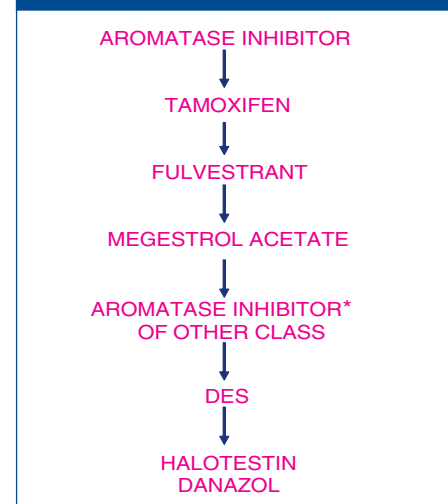 AROMATASE INHIBITOR
TAMOXIFEN
FULVESTRANT
MEGESTROL ACETATE
AROMATASE INHIBITOR*
OF OTHER CLASS
DES
HALOTESTIN
DANAZOL